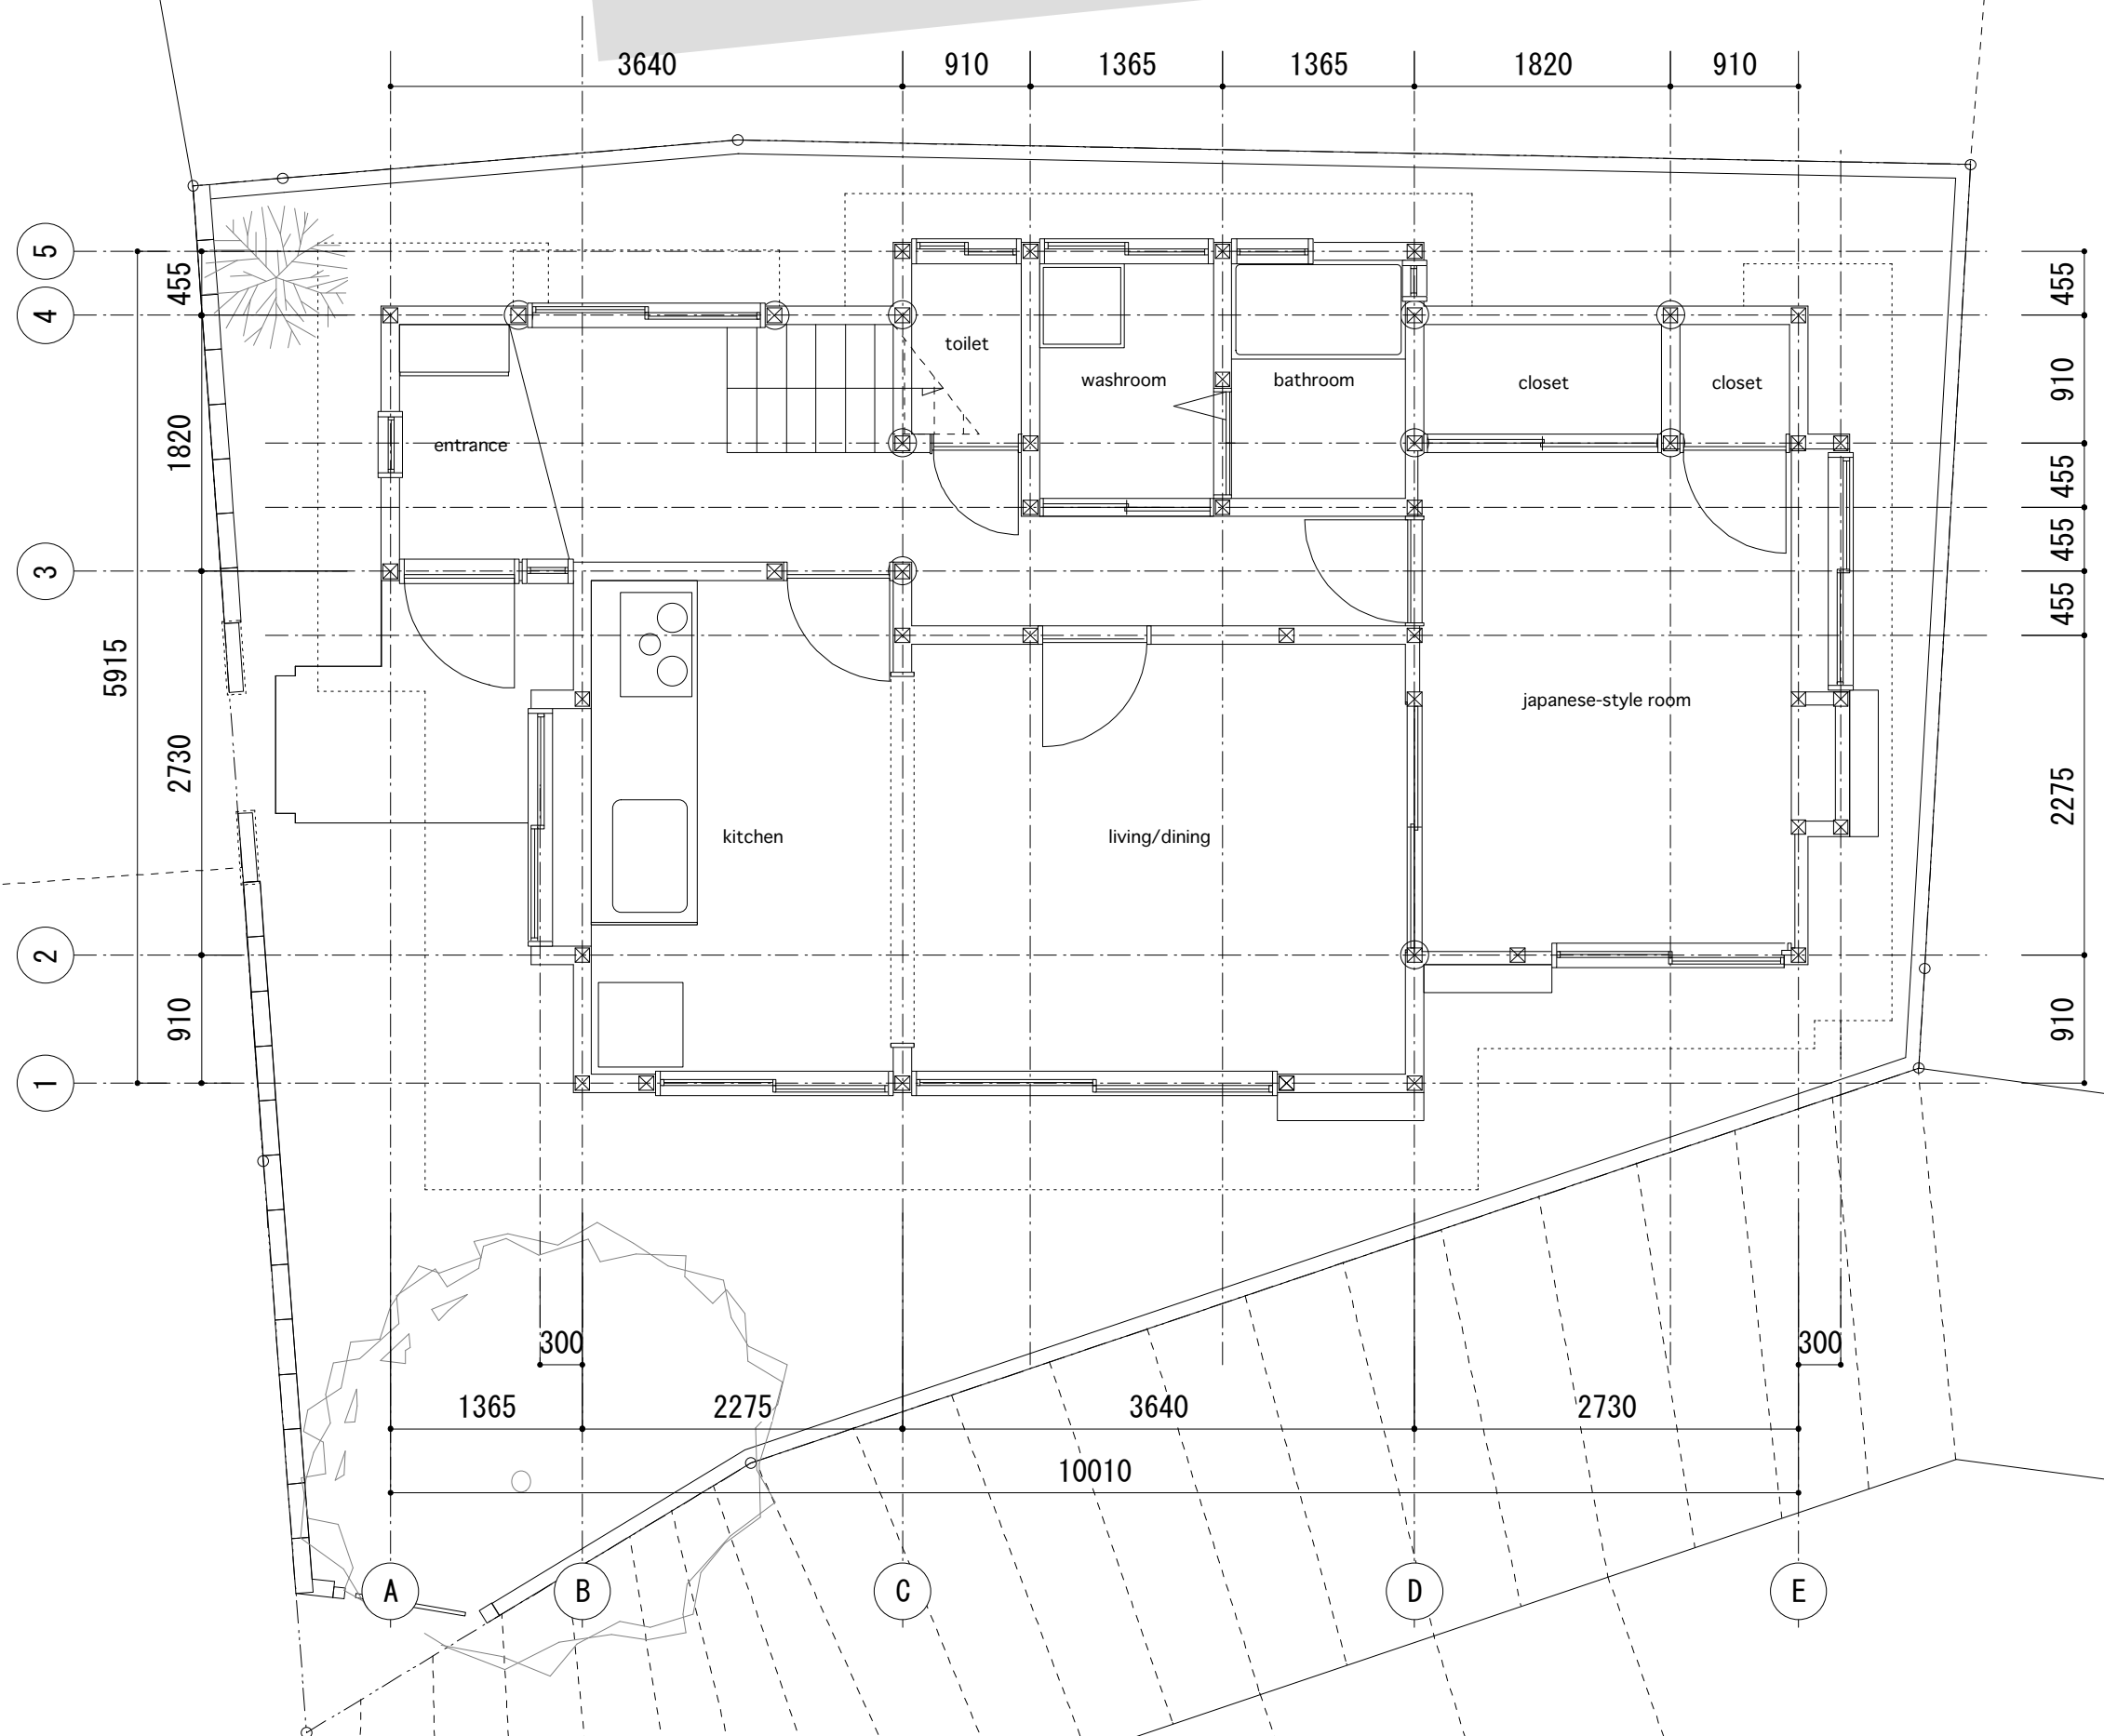 3640 910 1365 1365 1820 910
5
4
3
2
1
455
1820
2730
910
5915
455
910
455
455
455
2275
910
toilet
washroom
bathroom
closet
closet
entrance
japanese-style room
kitchen
living/dining
300
300
1365 2275 3640 2730
10010
A B C D E